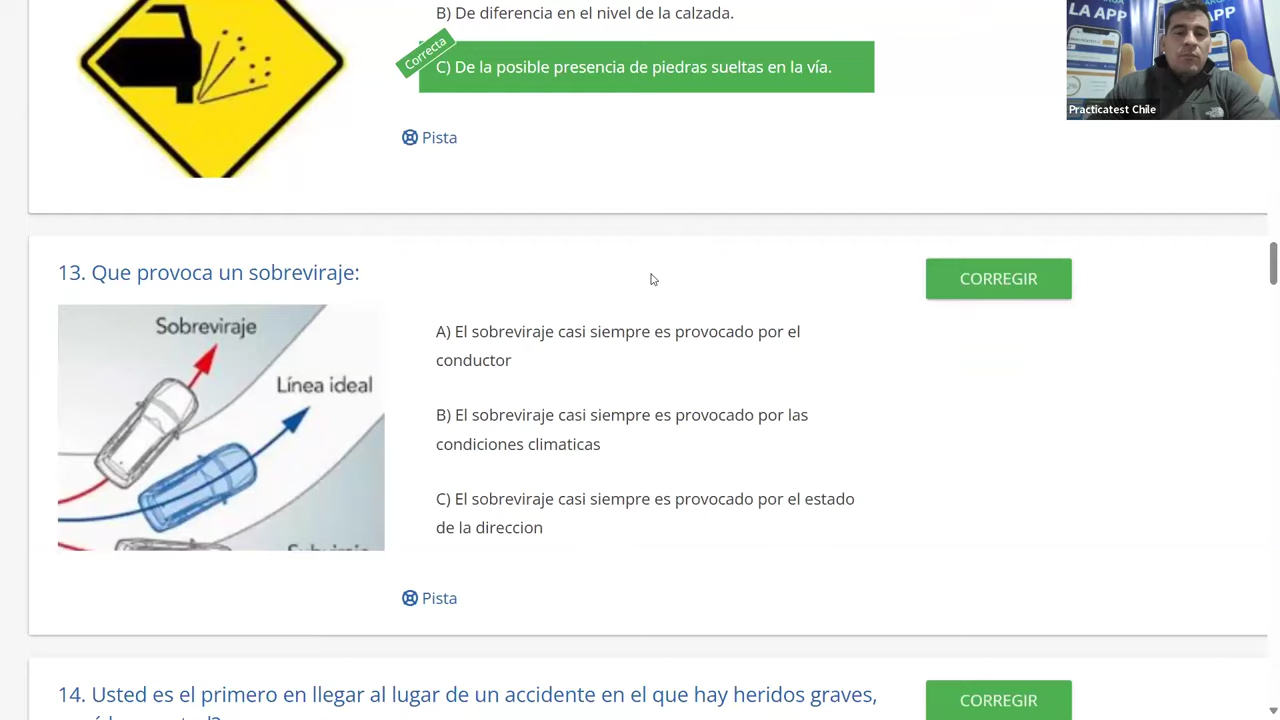 B) De diferencia en el nivel de la calzada.
Correcta
C) De la posible presencia de piedras sueltas en la vía.
Pista
LA APP
APP
Practicatest Chile
13. Que provoca un sobreviraje:
CORREGIR
Sobreviraje
Línea ideal
A) El sobreviraje casi siempre es provocado por el
conductor
B) El sobreviraje casi siempre es provocado por las
condiciones climaticas
C) El sobreviraje casi siempre es provocado por el estado
de la direccion
Pista
14. Usted es el primero en llegar al lugar de un accidente en el que hay heridos graves,
CORREGIR